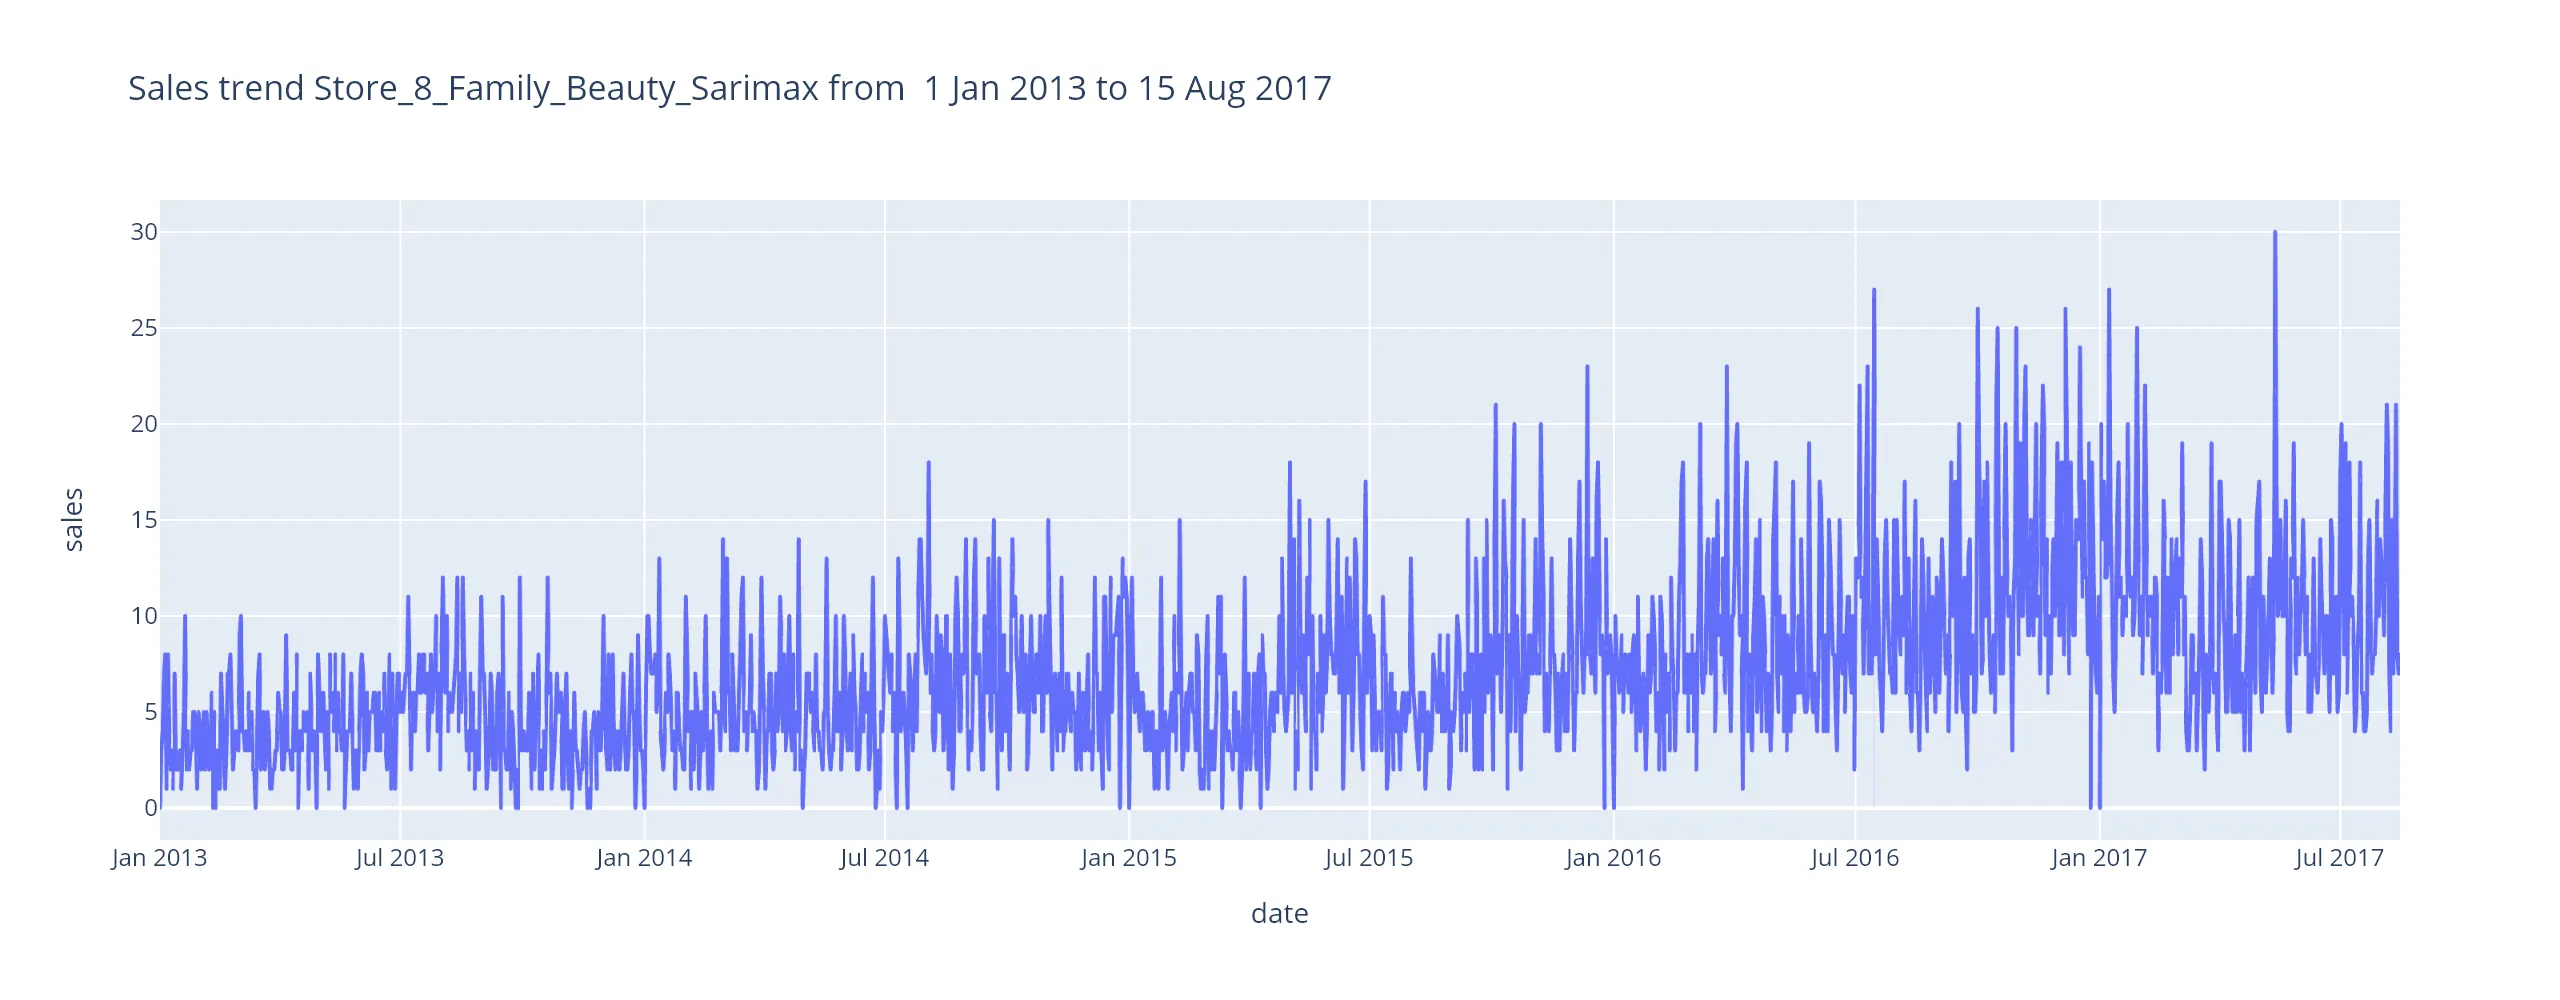 Sales trend Store_8_Family_Beauty_Sarimax from  1 Jan 2013 to 15 Aug 2017
30
25
20
15
10
5
0
sales
Jan 2013
Jul 2013
Jan 2014
Jul 2014
Jan 2015
Jul 2015
Jan 2016
Jul 2016
Jan 2017
Jul 2017
date